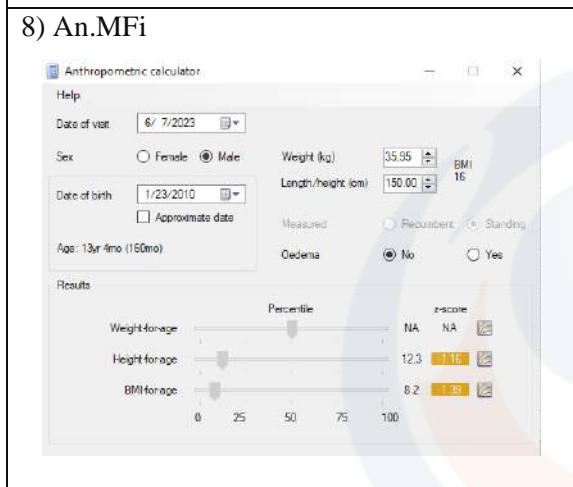 8) An.MFi
Anthropometric calculator
Help
Date of visit 6/ 7/2023
Sex Female Male Weight (kg) 35.95 BMI
Length/height (cm) 150.00 16
Date of birth 1/23/2010
Approximate date
Measured Recumbent Standing
Age: 13yr 4mo (160mo)
Oedema No Yes
Results
Percentile z-score
Weight-for-age NA NA
Height-for-age 12.3 -1.16
BMI-for-age 8.2 -1.39
0 25 50 75 100